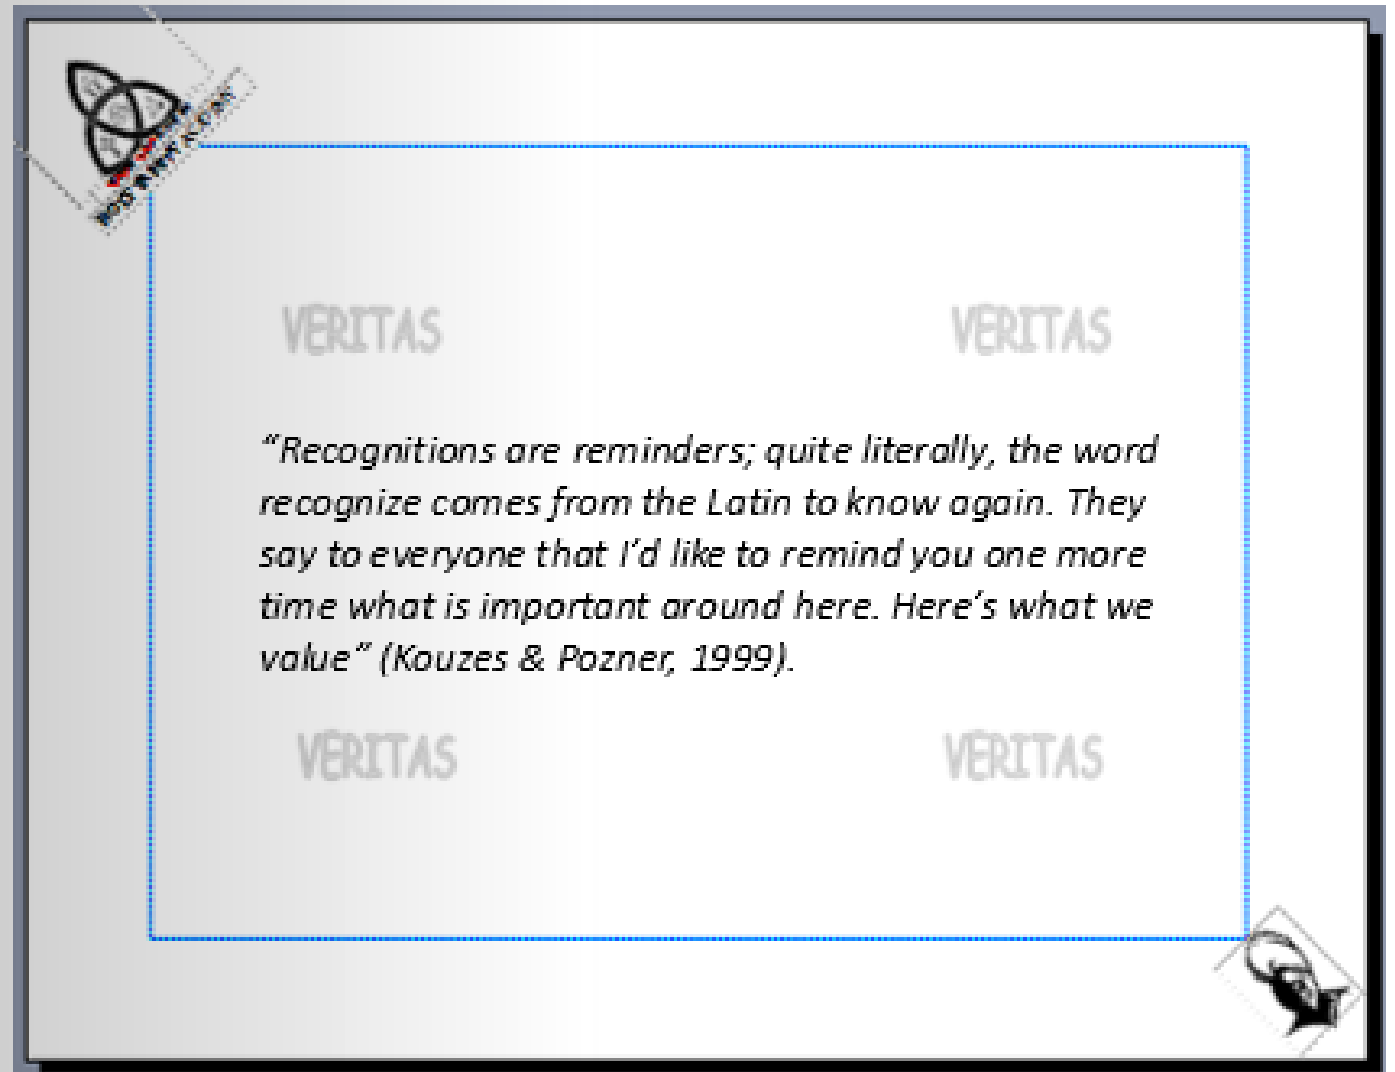 VERITAS VERITAS
“Recognitions are reminders; quite literally, the word
recognize comes from the Latin to know again. They
say to everyone that I’d like to remind you one more
time what is important around here. Here’s what we
value” (Kouzes & Pozner, 1999).
VERITAS VERITAS